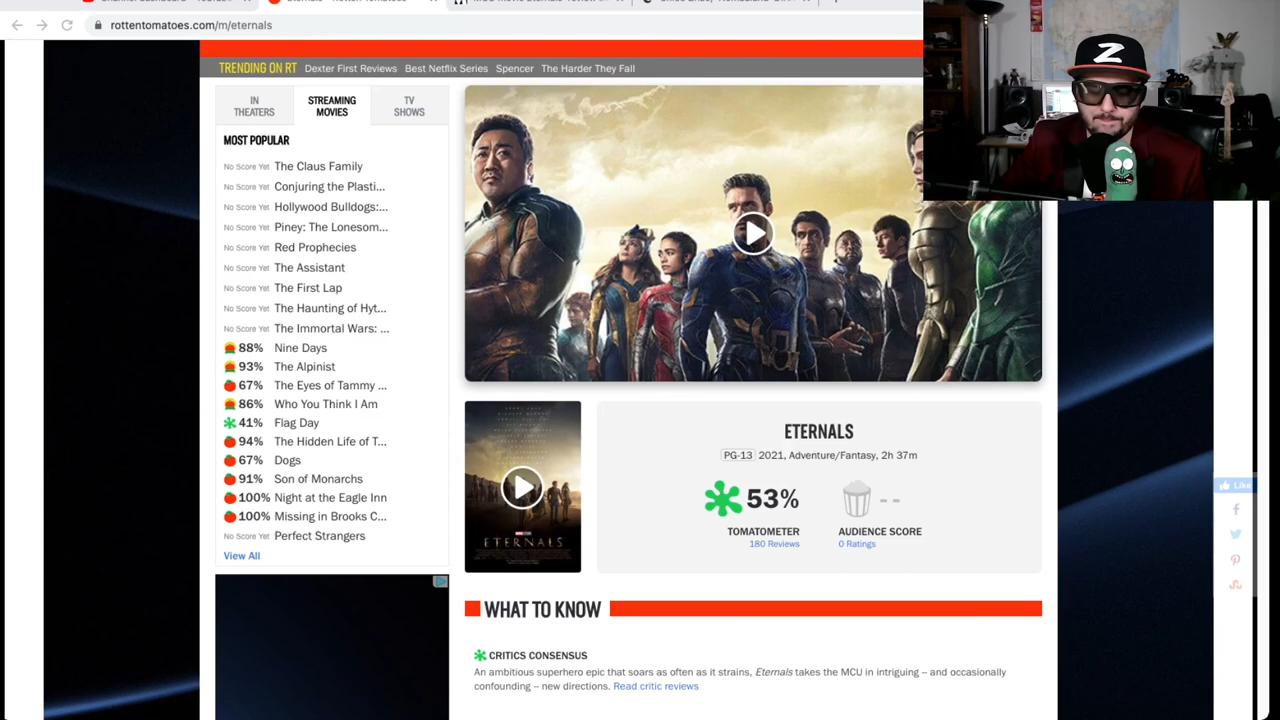 rottentomatoes.com/m/eternals
TRENDING ON RT Dexter First Reviews Best Netflix Series Spencer The Harder They Fall
IN THEATERS
STREAMING MOVIES
TV SHOWS
MOST POPULAR
No Score Yet The Claus Family
No Score Yet Conjuring the Plasti...
No Score Yet Hollywood Bulldogs:...
No Score Yet Piney: The Lonesom...
No Score Yet Red Prophecies
No Score Yet The Assistant
No Score Yet The First Lap
No Score Yet The Haunting of Hyt...
No Score Yet The Immortal Wars: ...
88% Nine Days
93% The Alpinist
67% The Eyes of Tammy ...
86% Who You Think I Am
41% Flag Day
94% The Hidden Life of T...
67% Dogs
91% Son of Monarchs
100% Night at the Eagle Inn
100% Missing in Brooks C...
No Score Yet Perfect Strangers
View All
Z
ETERNALS
ETERNALS
PG-13 2021, Adventure/Fantasy, 2h 37m
53% - -
TOMATOMETER AUDIENCE SCORE
180 Reviews 0 Ratings
Like
WHAT TO KNOW
CRITICS CONSENSUS
An ambitious superhero epic that soars as often as it strains, Eternals takes the MCU in intriguing -- and occasionally
confounding -- new directions. Read critic reviews